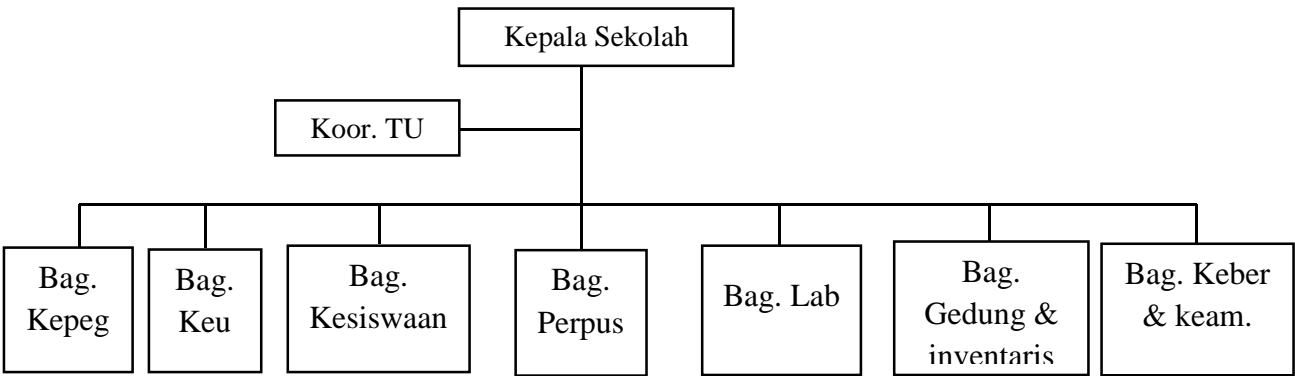 Kepala Sekolah
Koor. TU
Bag.
Kepeg
Bag.
Keu
Bag.
Kesiswaan
Bag.
Perpus
Bag. Lab
Bag.
Gedung &
inventaris
Bag. Keber
& keam.